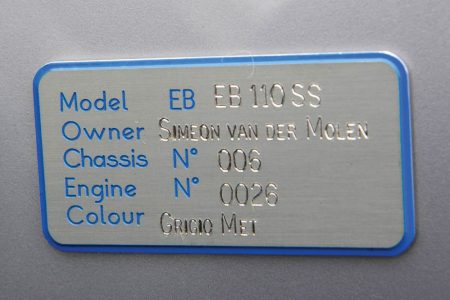 Model EB EB 110 SS
Owner SIMEON VAN DER MOLEN
Chassis N° 006
Engine N° 0026
Colour GRIGIO MET